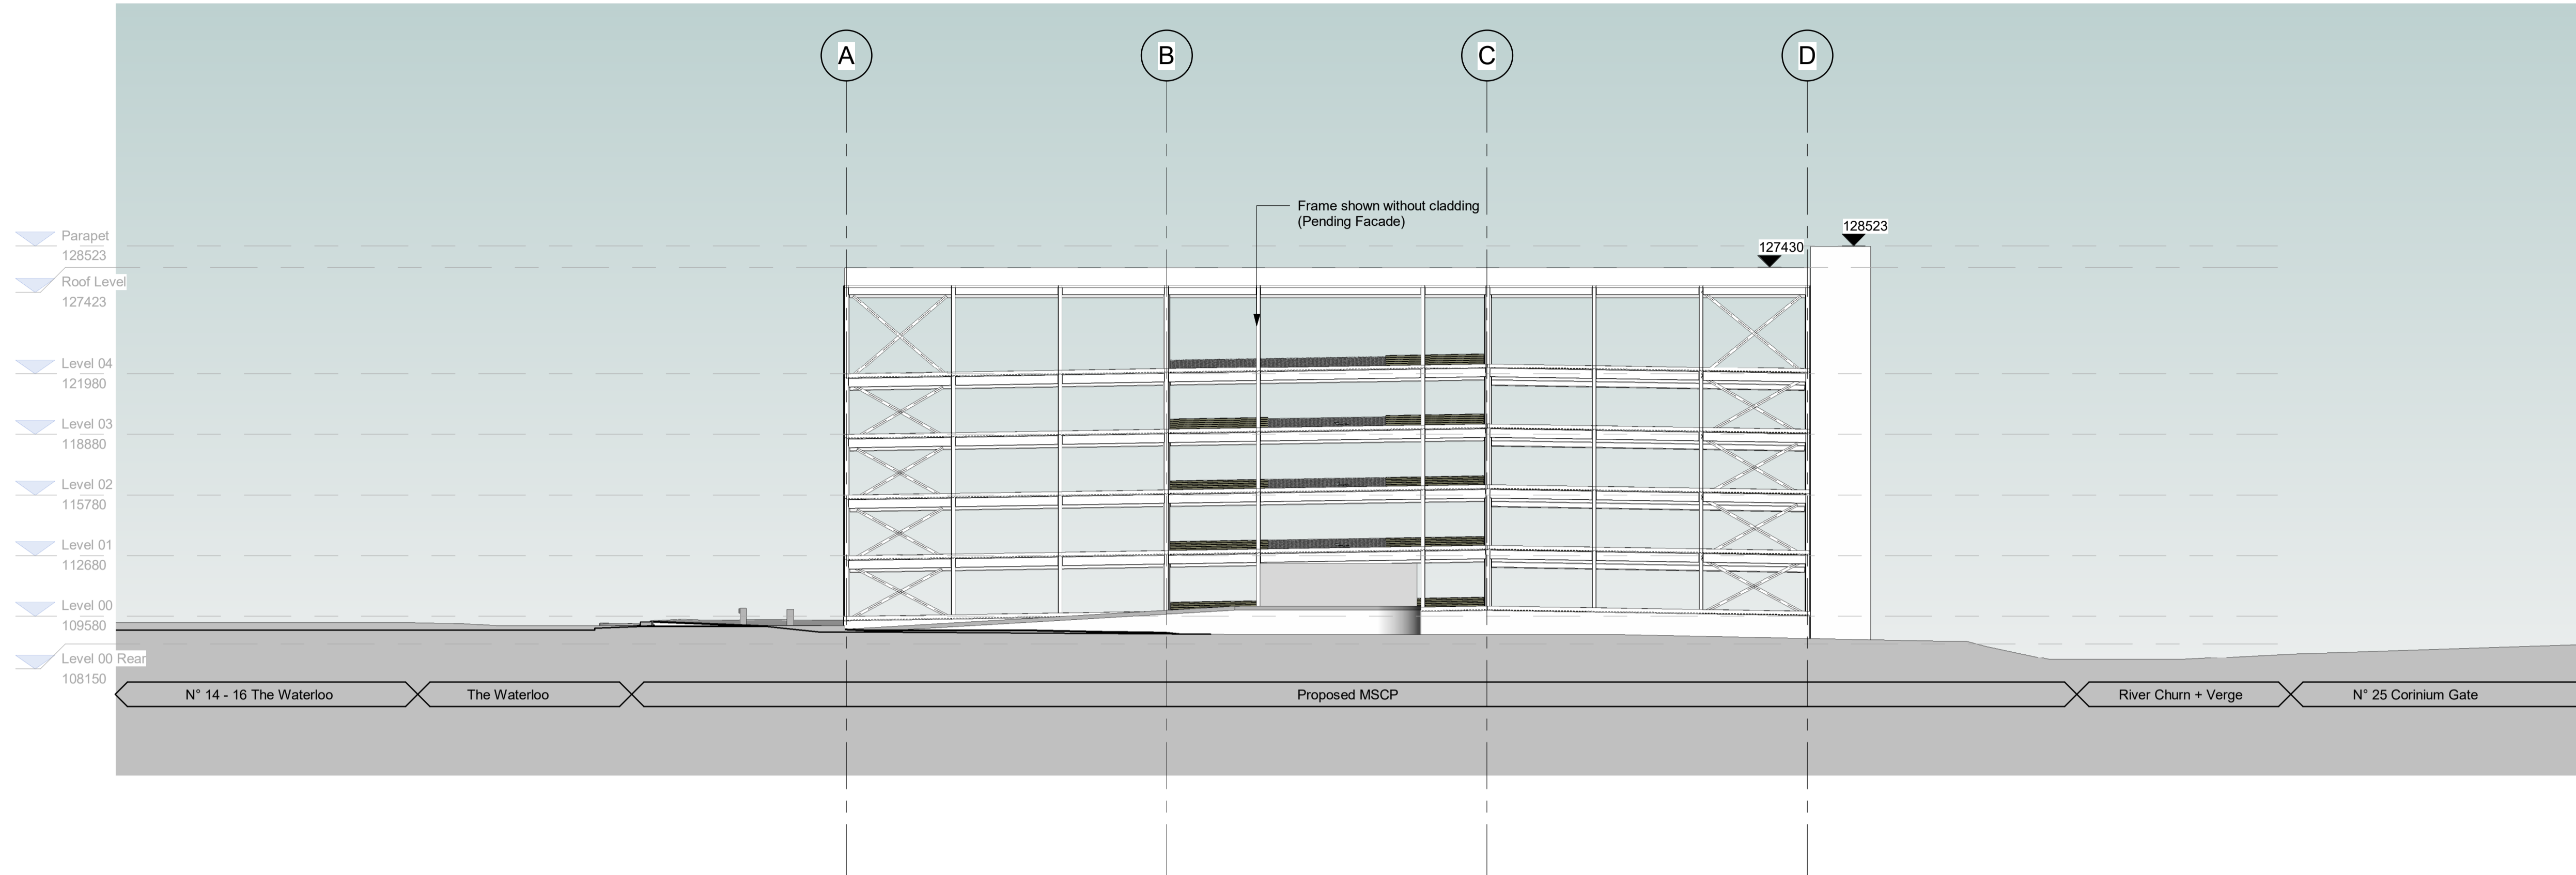 A
B
C
D
Frame shown without cladding
(Pending Facade)
128523
127430
Parapet
128523
Roof Level
127423
Level 04
121980
Level 03
118880
Level 02
115780
Level 01
112680
Level 00
109580
Level 00 Rear
108150
N° 14 - 16 The Waterloo
The Waterloo
Proposed MSCP
River Churn + Verge
N° 25 Corinium Gate